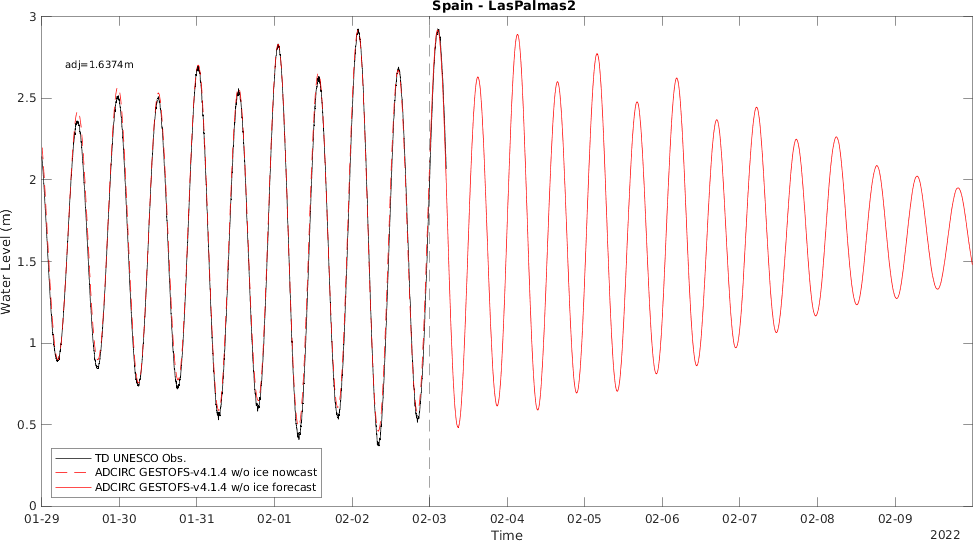 Spain - LasPalmas2
adj=1.6374m
3
2.5
2
1.5
1
0.5
0
Water Level (m)
TD UNESCO Obs.
ADCIRC GESTOFS-v4.1.4 w/o ice nowcast
ADCIRC GESTOFS-v4.1.4 w/o ice forecast
01-29 01-30 01-31 02-01 02-02 02-03 02-04 02-05 02-06 02-07 02-08 02-09
Time
2022